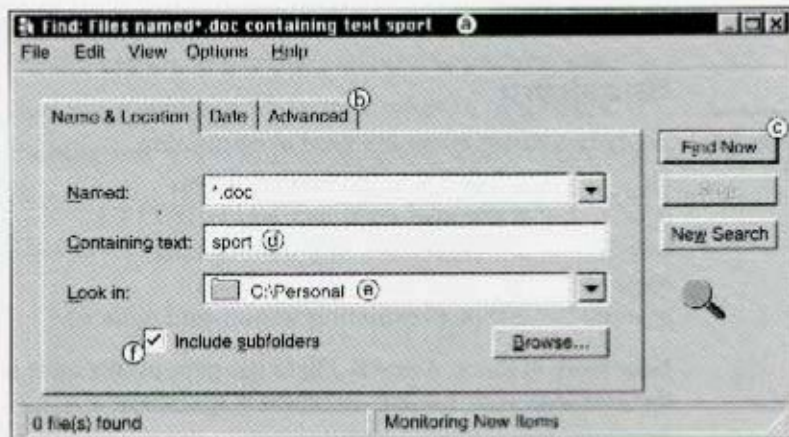 Find: Files named*.doc containing text sport ⓐ
File Edit View Options Help
Name & Location Date Advanced ⓑ
Find Now ⓒ
Named: *.doc
Stop
Containing text: sport ⓓ
New Search
Look in: C:\Personal ⓔ
ⓕ Include subfolders Browse...
0 file(s) found Monitoring New Items